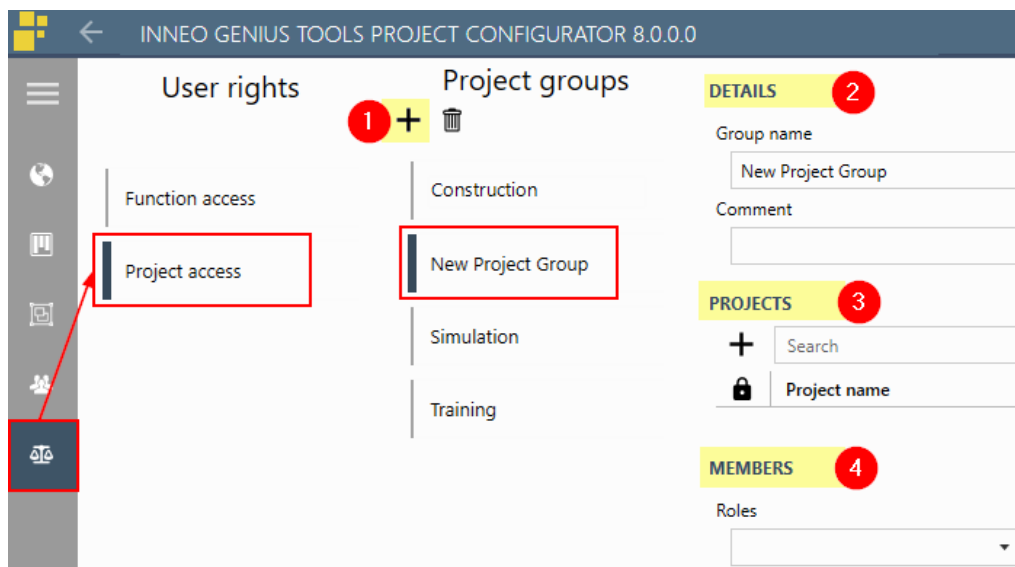 INNEO GENIUS TOOLS PROJECT CONFIGURATOR 8.0.0.0
User rights
Function access
Project access
Project groups
1
Construction
New Project Group
Simulation
Training
DETAILS 2
Group name
New Project Group
Comment
PROJECTS 3
Search
Project name
MEMBERS 4
Roles